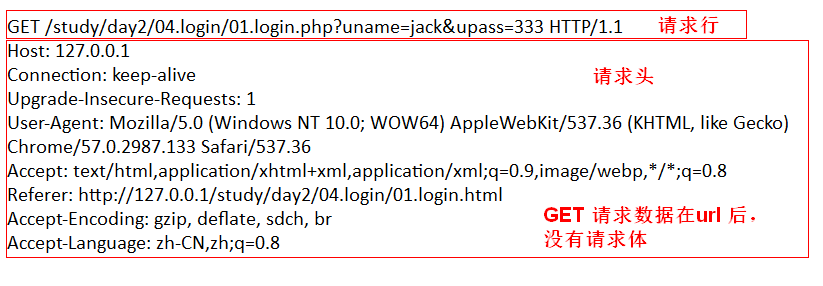 GET /study/day2/04.login/01.login.php?uname=jack&upass=333 HTTP/1.1 请求行
Host: 127.0.0.1
Connection: keep-alive
请求头
Upgrade-Insecure-Requests: 1
User-Agent: Mozilla/5.0 (Windows NT 10.0; WOW64) AppleWebKit/537.36 (KHTML, like Gecko)
Chrome/57.0.2987.133 Safari/537.36
Accept: text/html,application/xhtml+xml,application/xml;q=0.9,image/webp,*/*;q=0.8
Referer: http://127.0.0.1/study/day2/04.login/01.login.html
Accept-Encoding: gzip, deflate, sdch, br
Accept-Language: zh-CN,zh;q=0.8
GET 请求数据在url 后.
没有请求体